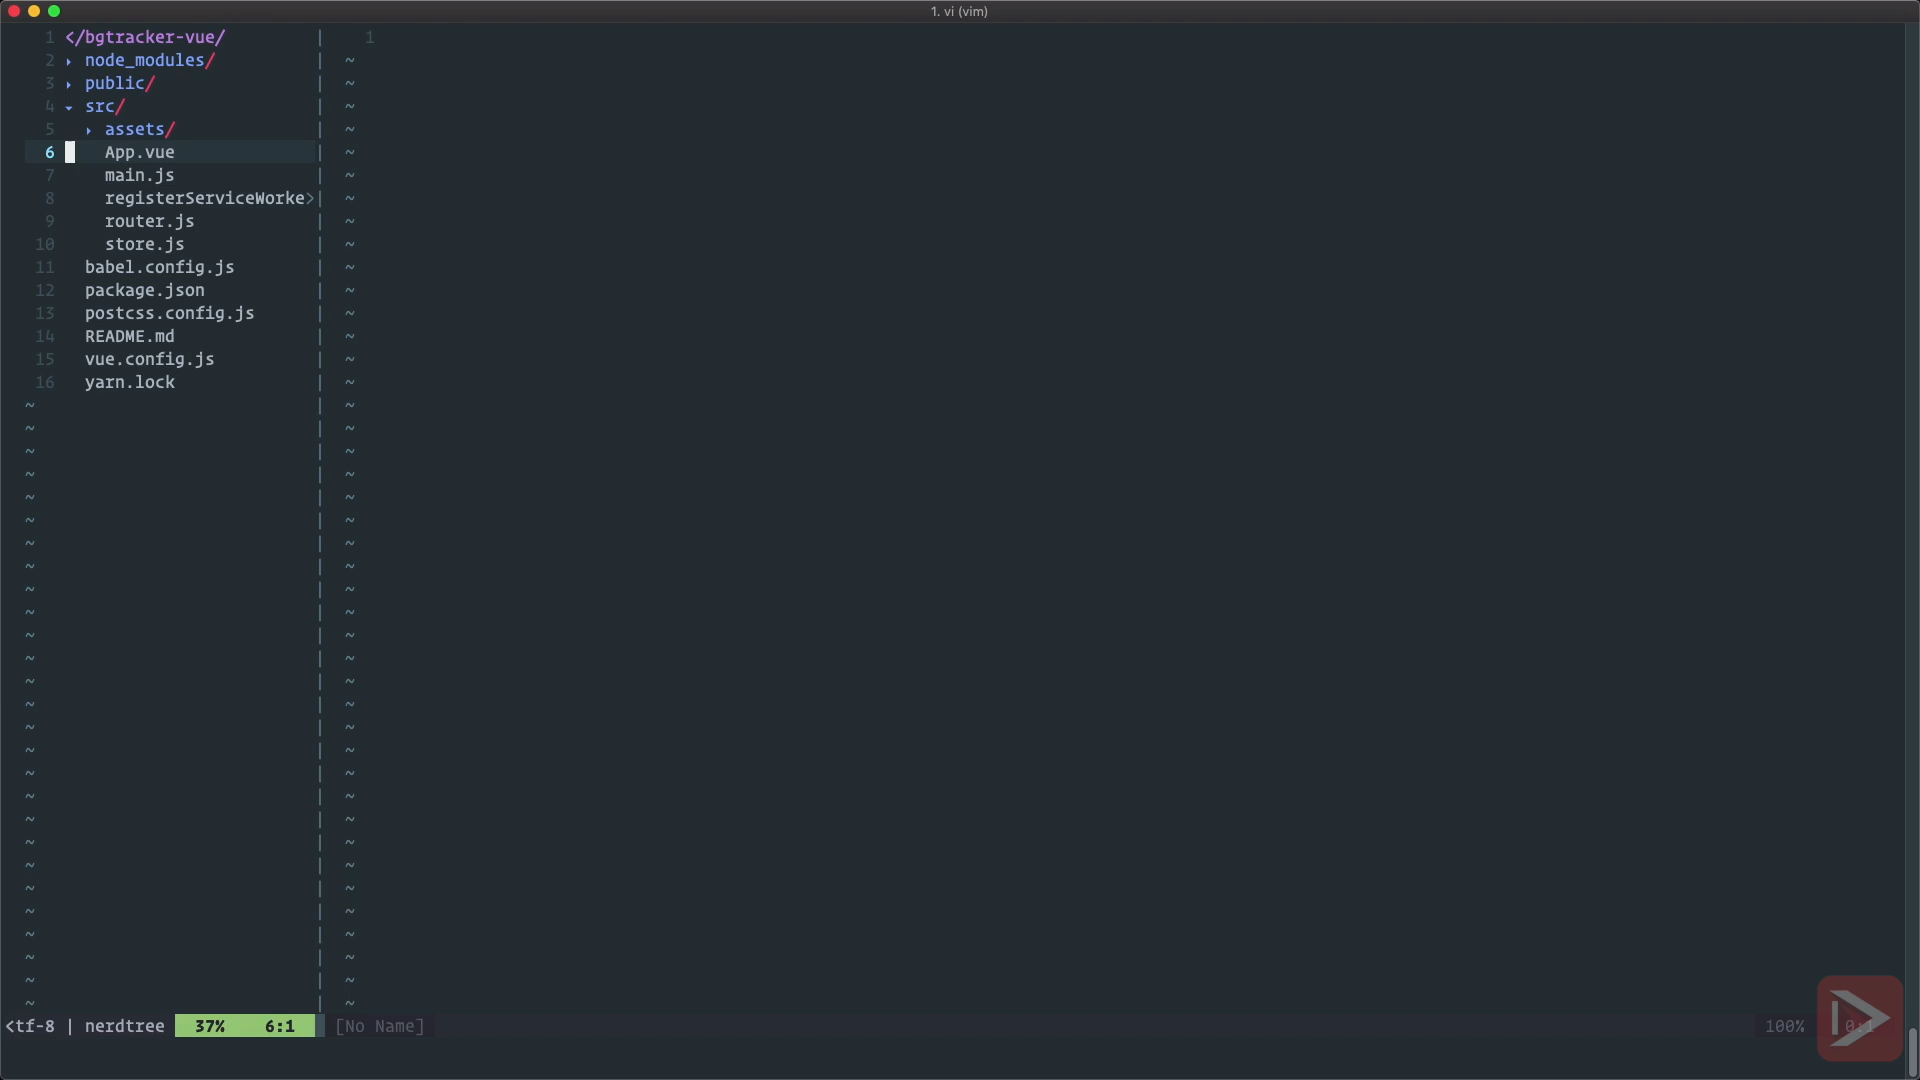 1. vi (vim)
1 </bgtracker-vue/
2 ▸ node_modules/
3 ▸ public/
4 ▾ src/
5 ▸ assets/
6 App.vue
7 main.js
8 registerServiceWorke>
9 router.js
10 store.js
11 babel.config.js
12 package.json
13 postcss.config.js
14 README.md
15 vue.config.js
16 yarn.lock
1
<tf-8 | nerdtree 37% 6:1 [No Name] 100% 0:1